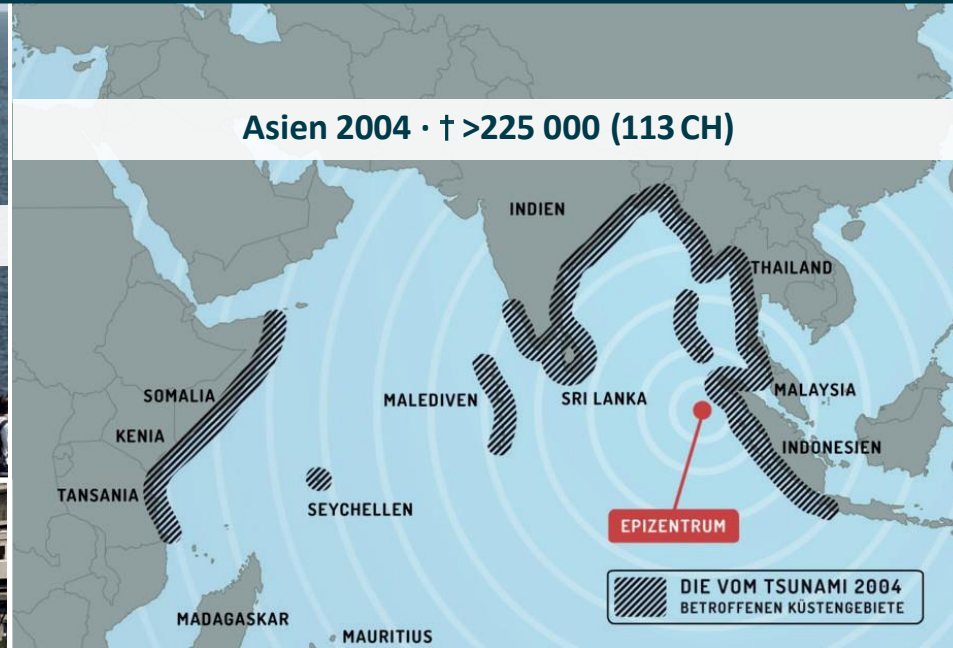 Asien 2004 · † >225 000 (113 CH)
INDIEN
THAILAND
SOMALIA
MALEDIVEN
SRI LANKA
MALAYSIA
KENIA
INDONESIEN
TANSANIA
SEYCHELLEN
EPIZENTRUM
DIE VOM TSUNAMI 2004
BETROFFENEN KÜSTENGEBIETE
MADAGASKAR
MAURITIUS